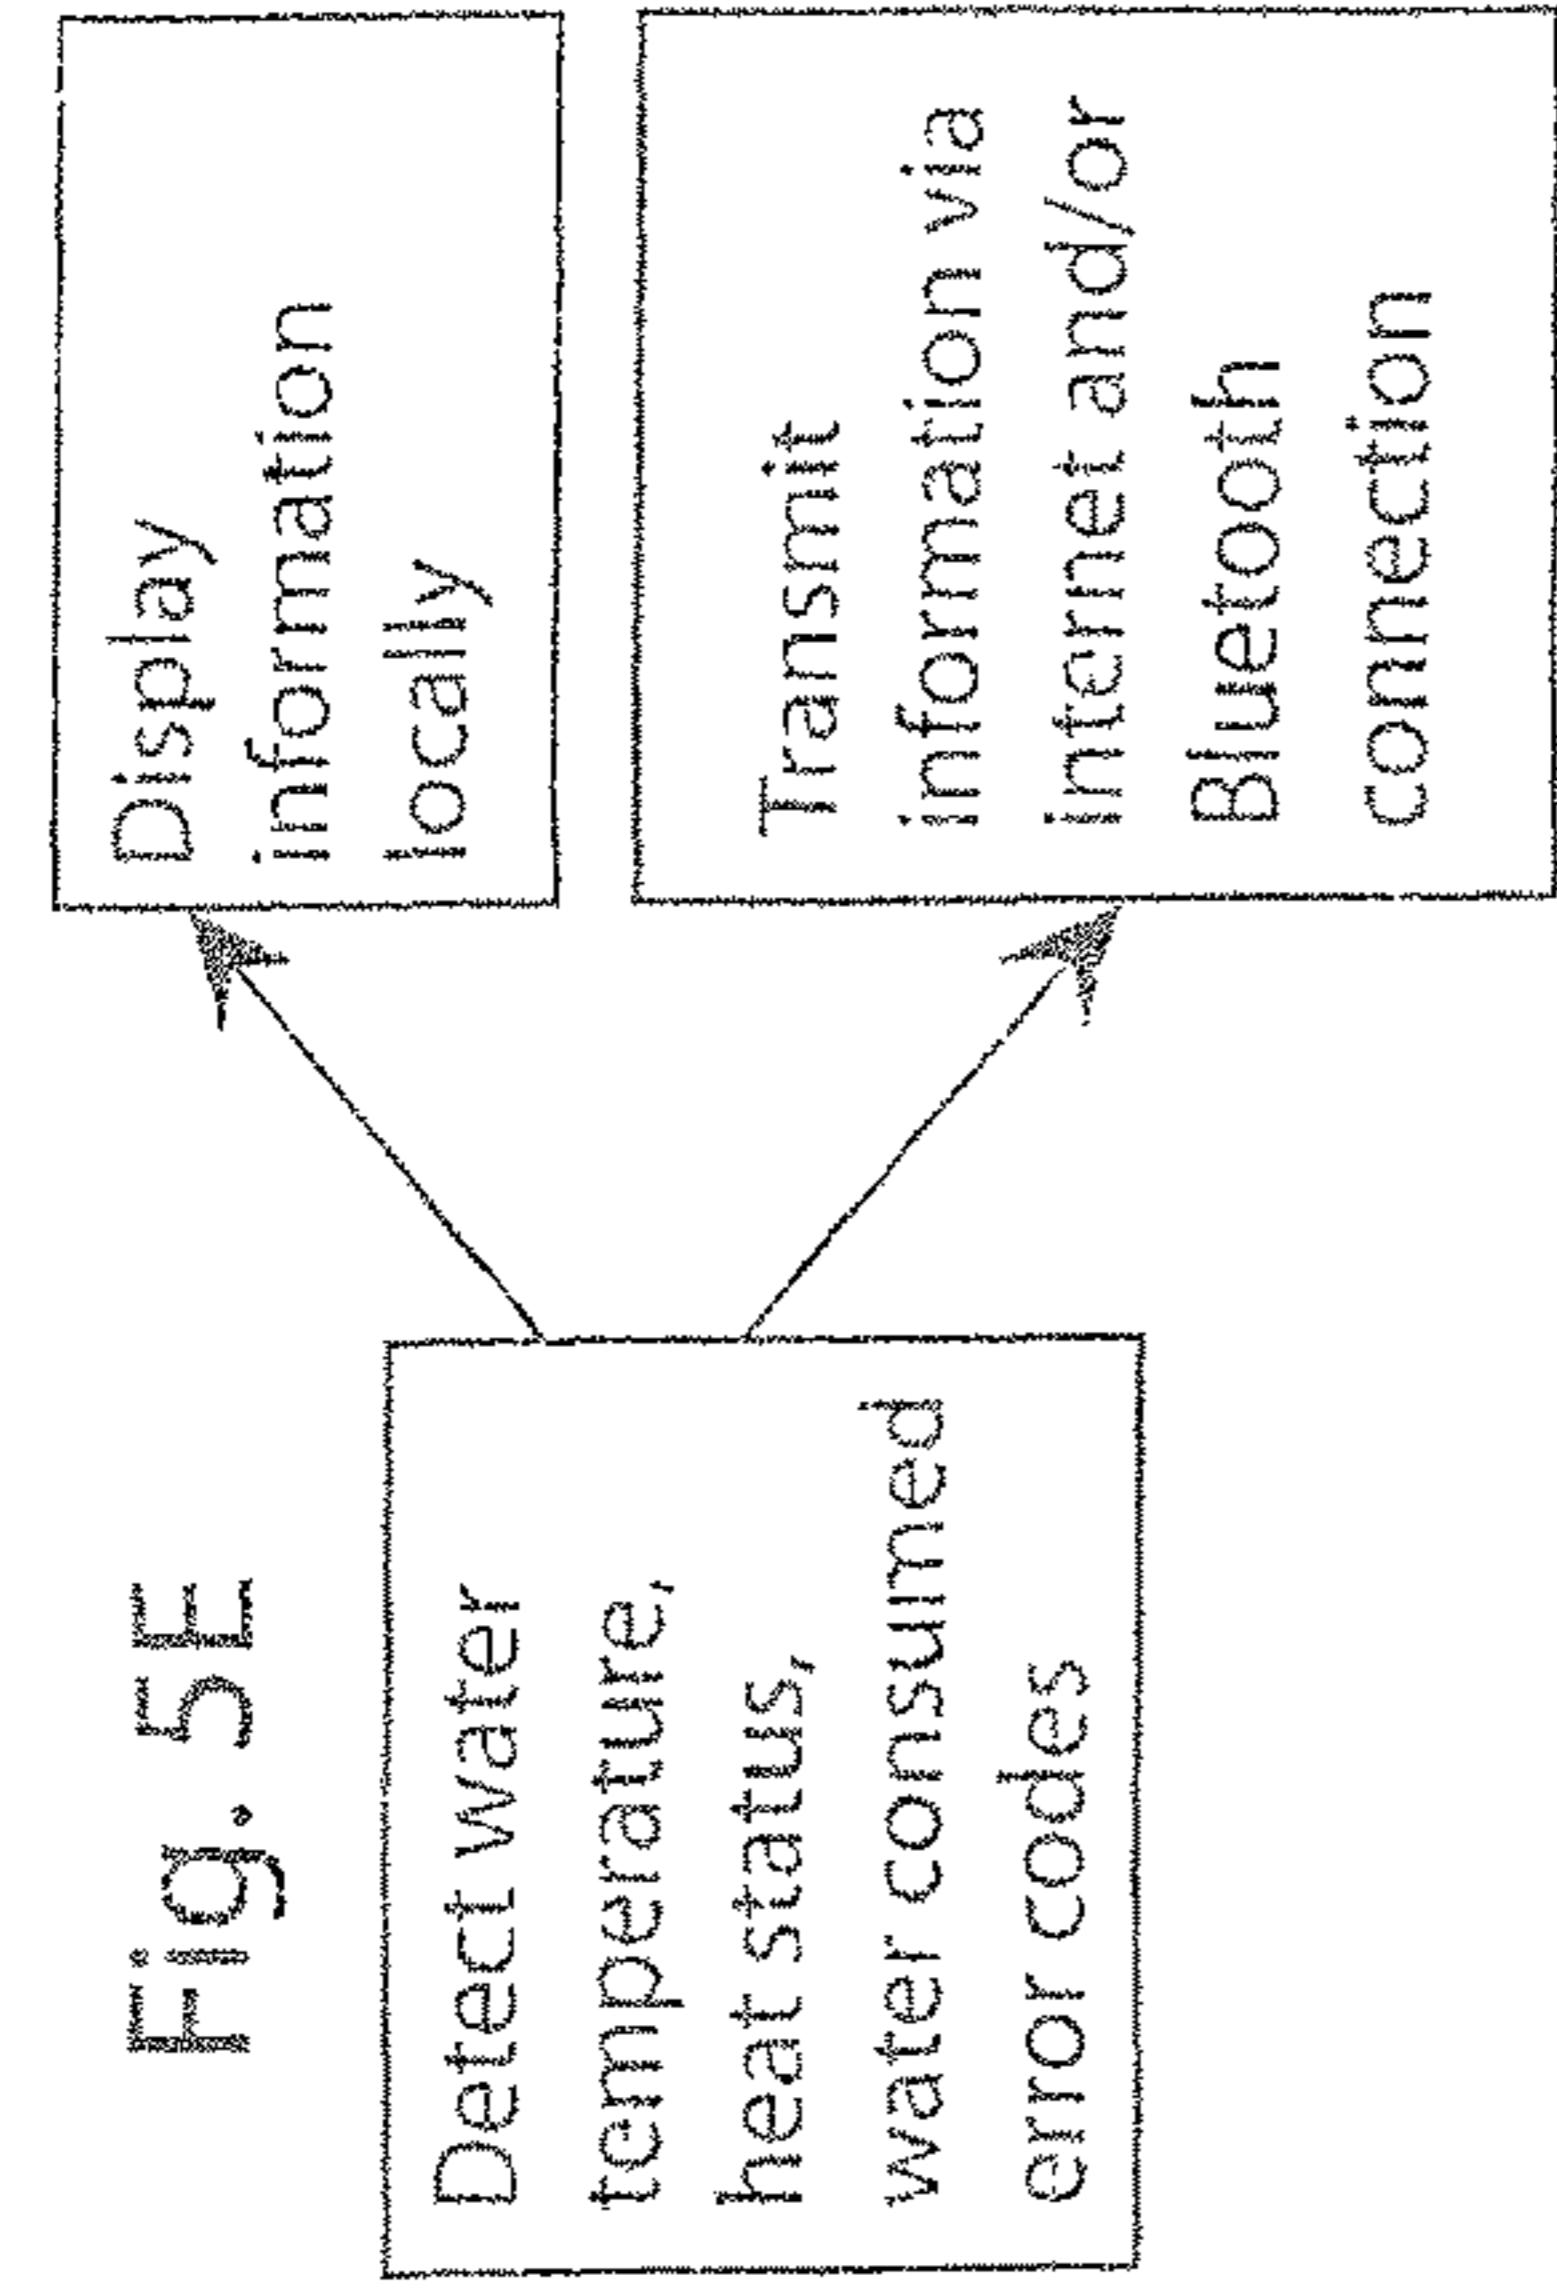 Fig. 5E
Detect water
temperature,
heat status,
water consumed
error codes
Display
information
locally
Transmit
information via
internet and/or
Bluetooth
connection